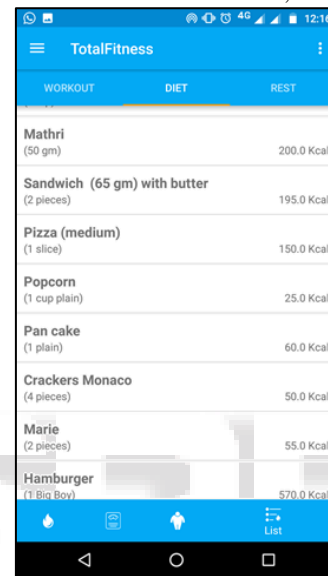 4G 12:16
TotalFitness
WORKOUT DIET REST
Mathri
(50 gm) 200.0 Kcal
Sandwich (65 gm) with butter
(2 pieces) 195.0 Kcal
Pizza (medium)
(1 slice) 150.0 Kcal
Popcorn
(1 cup plain) 25.0 Kcal
Pan cake
(1 plain) 60.0 Kcal
Crackers Monaco
(4 pieces) 50.0 Kcal
Marie
(2 pieces) 55.0 Kcal
Hamburger
(1 Big Boy) 570.0 Kcal
List